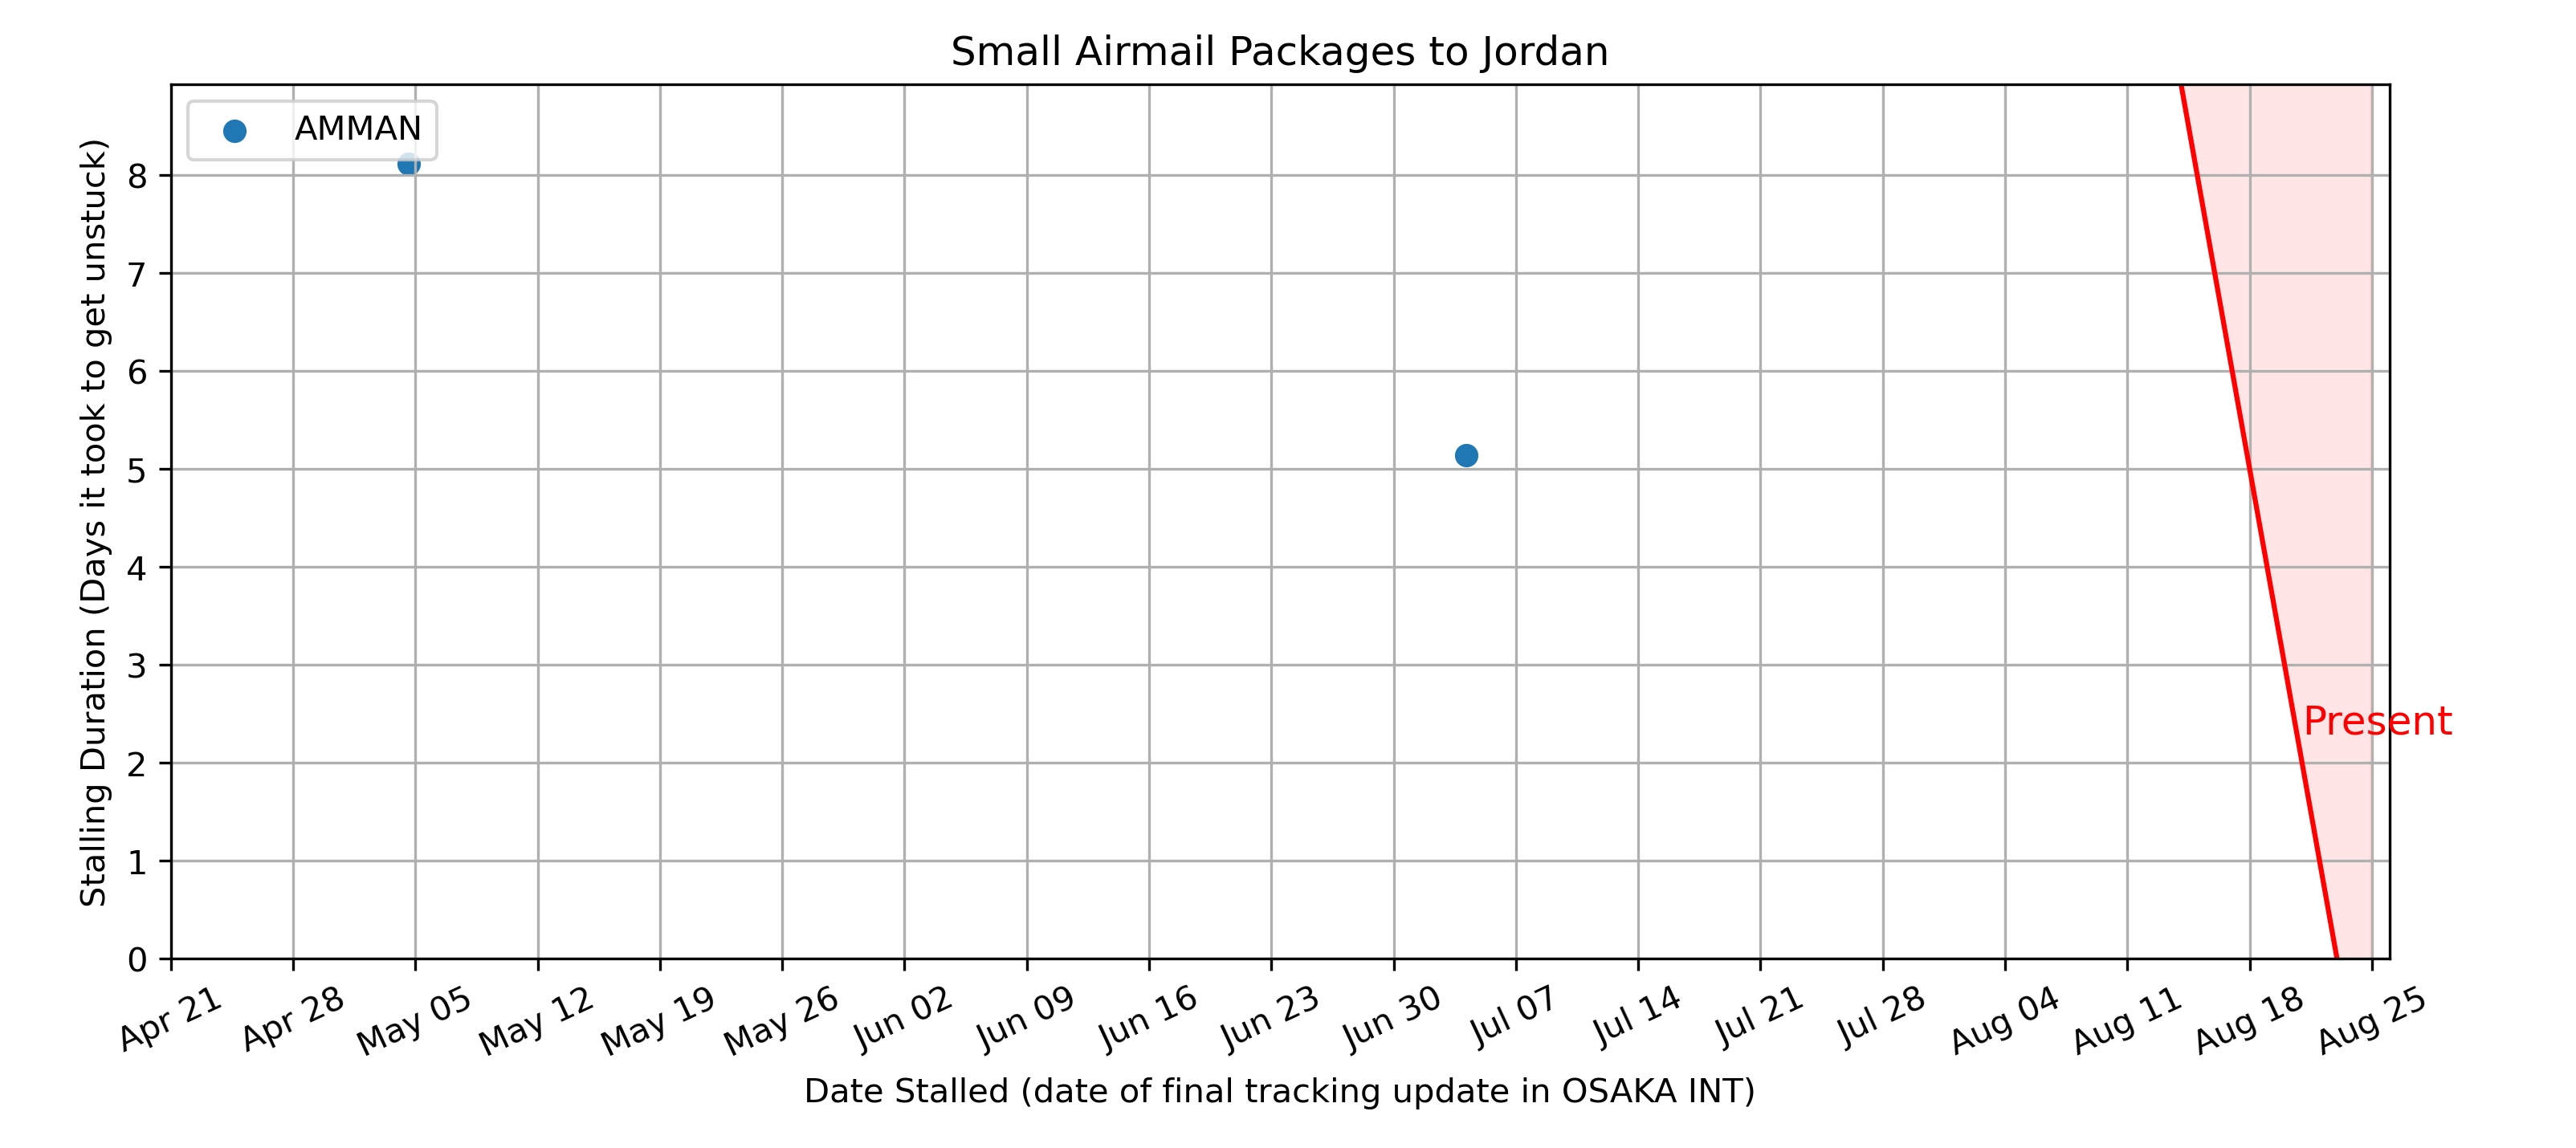 Small Airmail Packages to Jordan
AMMAN
Stalling Duration (Days it took to get unstuck)
8
7
6
5
4
3
2
1
0
Present
Apr 21 Apr 28 May 05 May 12 May 19 May 26 Jun 02 Jun 09 Jun 16 Jun 23 Jun 30 Jul 07 Jul 14 Jul 21 Jul 28 Aug 04 Aug 11 Aug 18 Aug 25
Date Stalled (date of final tracking update in OSAKA INT)